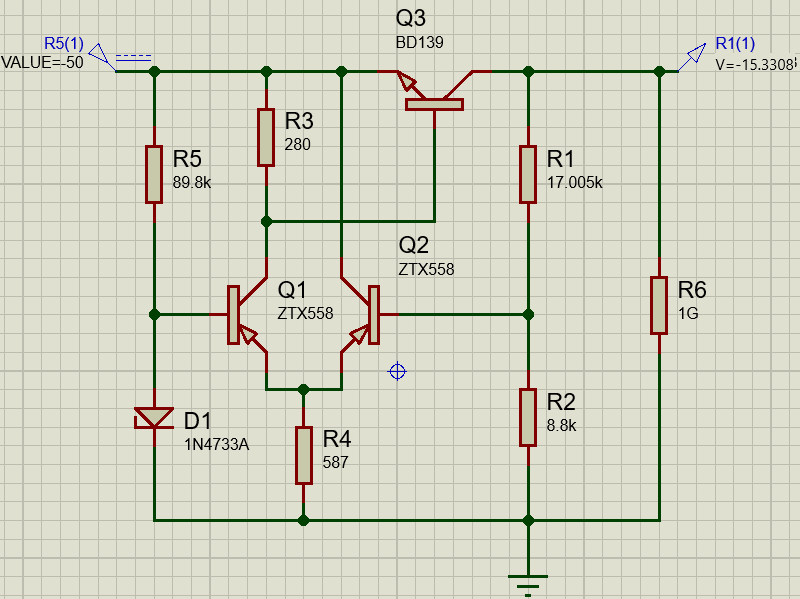 Q3
BD139
R5(1)
VALUE=-50
R1(1)
V=-15.3308
R3
280
R5
89.8k
R1
17.005k
Q2
ZTX558
Q1
ZTX558
R6
1G
D1
1N4733A
R4
587
R2
8.8k